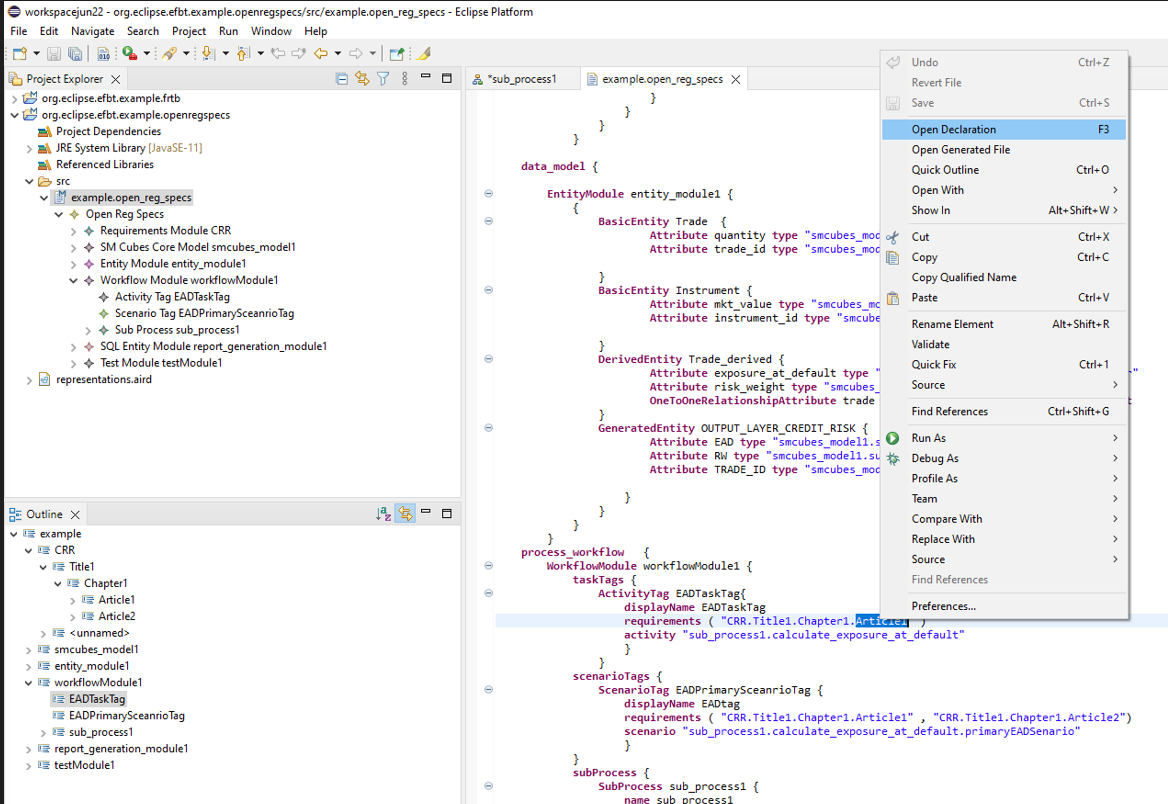 workspacejun22 - org.eclipse.efbt.example.openregspecs/src/example.open_reg_specs - Eclipse Platform
File Edit Navigate Search Project Run Window Help
Project Explorer
org.eclipse.efbt.example.frtb
org.eclipse.efbt.example.openregspecs
Project Dependencies
JRE System Library [JavaSE-11]
Referenced Libraries
src
example.open_reg_specs
Open Reg Specs
Requirements Module CRR
SM Cubes Core Model smcubes_model1
Entity Module entity_module1
Workflow Module workflowModule1
Activity Tag EADTaskTag
Scenario Tag EADPrimarySceanrioTag
Sub Process sub_process1
SQL Entity Module report_generation_module1
Test Module testModule1
representations.aird
Outline
example
CRR
Title1
Chapter1
Article1
Article2
<unnamed>
smcubes_model1
entity_module1
workflowModule1
EADTaskTag
EADPrimarySceanrioTag
sub_process1
report_generation_module1
testModule1
*sub_process1
example.open_reg_specs
}
}
}
}
data_model {
EntityModule entity_module1 {
{
BasicEntity Trade {
Attribute quantity type "smcubes_mod
Attribute trade_id type "smcubes_mod
}
BasicEntity Instrument {
Attribute mkt_value type "smcubes_mo
Attribute instrument_id type "smcube
}
DerivedEntity Trade_derived {
Attribute exposure_at_default type "
Attribute risk_weight type "smcubes_
OneToOneRelationshipAttribute trade
}
GeneratedEntity OUTPUT_LAYER_CREDIT_RISK {
Attribute EAD type "smcubes_model1.s
Attribute RW type "smcubes_model1.su
Attribute TRADE_ID type "smcubes_mod
}
}
}
}
process_workflow {
WorkflowModule workflowModule1 {
taskTags {
ActivityTag EADTaskTag{
displayName EADTaskTag
requirements ( "CRR.Title1.Chapter1.Article1" )
activity "sub_process1.calculate_exposure_at_default"
}
}
scenarioTags {
ScenarioTag EADPrimarySceanrioTag {
displayName EADtag
requirements ( "CRR.Title1.Chapter1.Article1" , "CRR.Title1.Chapter1.Article2")
scenario "sub_process1.calculate_exposure_at_default.primaryEADSenario"
}
}
subProcess {
SubProcess sub_process1 {
name sub_process1
Undo Ctrl+Z
Revert File
Save Ctrl+S
Open Declaration F3
Open Generated File
Quick Outline Ctrl+O
Open With
Show In Alt+Shift+W
Cut Ctrl+X
Copy Ctrl+C
Copy Qualified Name
Paste Ctrl+V
Rename Element Alt+Shift+R
Validate
Quick Fix Ctrl+1
Source
Find References Ctrl+Shift+G
Run As
Debug As
Profile As
Team
Compare With
Replace With
Source
Find References
Preferences...